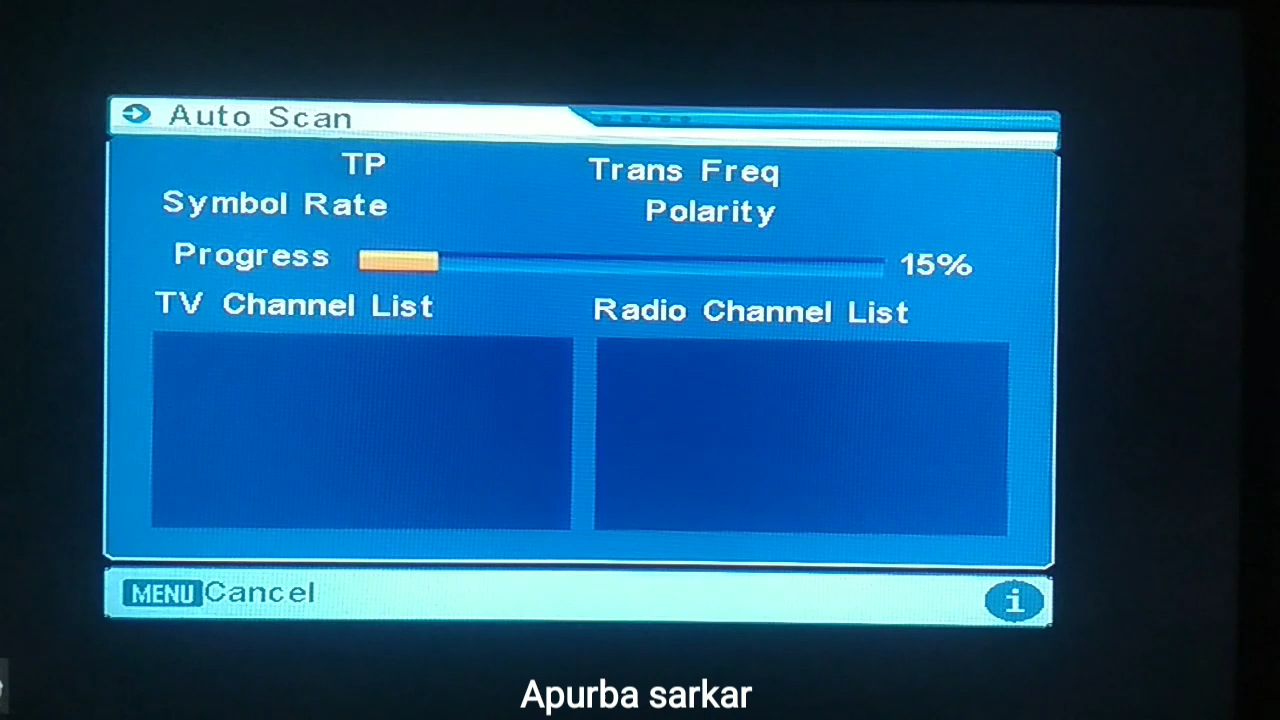 Auto Scan
TP Trans Freq
Symbol Rate Polarity
Progress 15%
TV Channel List Radio Channel List
MENU Cancel i
Apurba sarkar